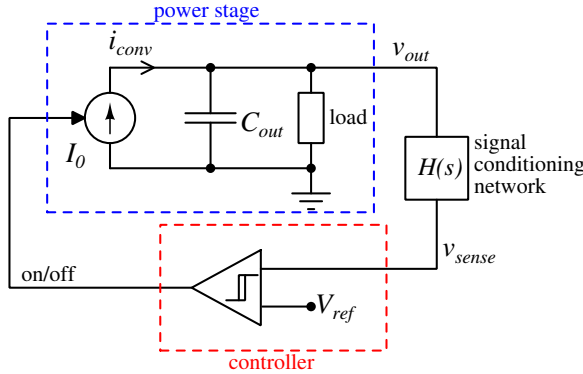 power stage
i_conv
v_out
I_0
C_out
load
H(s)
signal
conditioning
network
v_sense
on/off
V_ref
controller